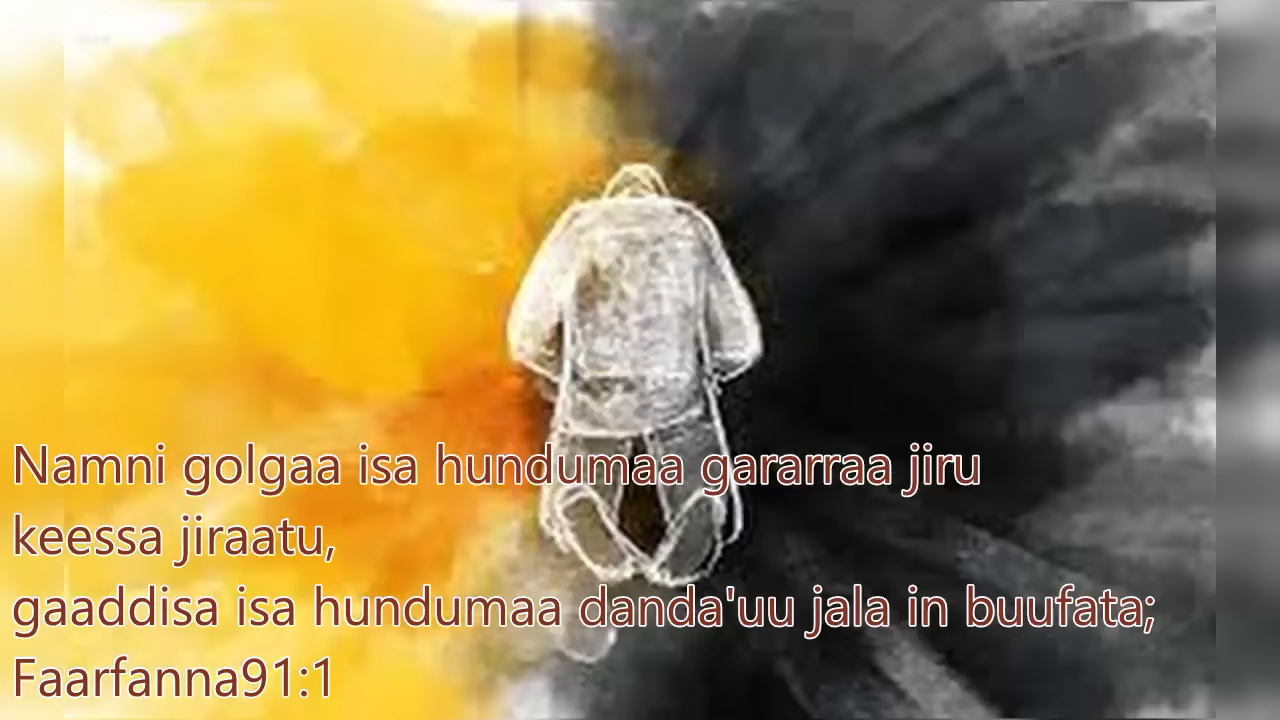 Namni golgaa isa hundumaa gararraa jiru
keessa jiraatu,
gaaddisa isa hundumaa danda'uu jala in buufata;
Faarfanna91:1